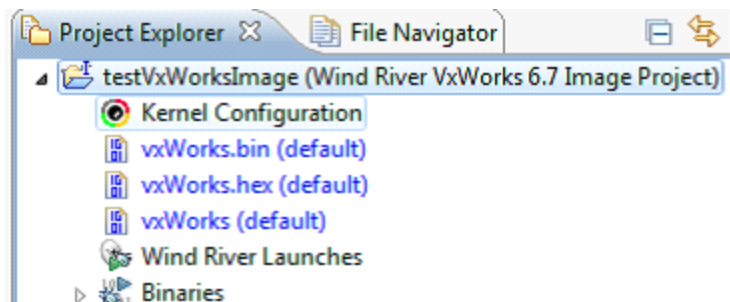 Project Explorer File Navigator
testVxWorksImage (Wind River VxWorks 6.7 Image Project)
Kernel Configuration
vxWorks.bin (default)
vxWorks.hex (default)
vxWorks (default)
Wind River Launches
Binaries